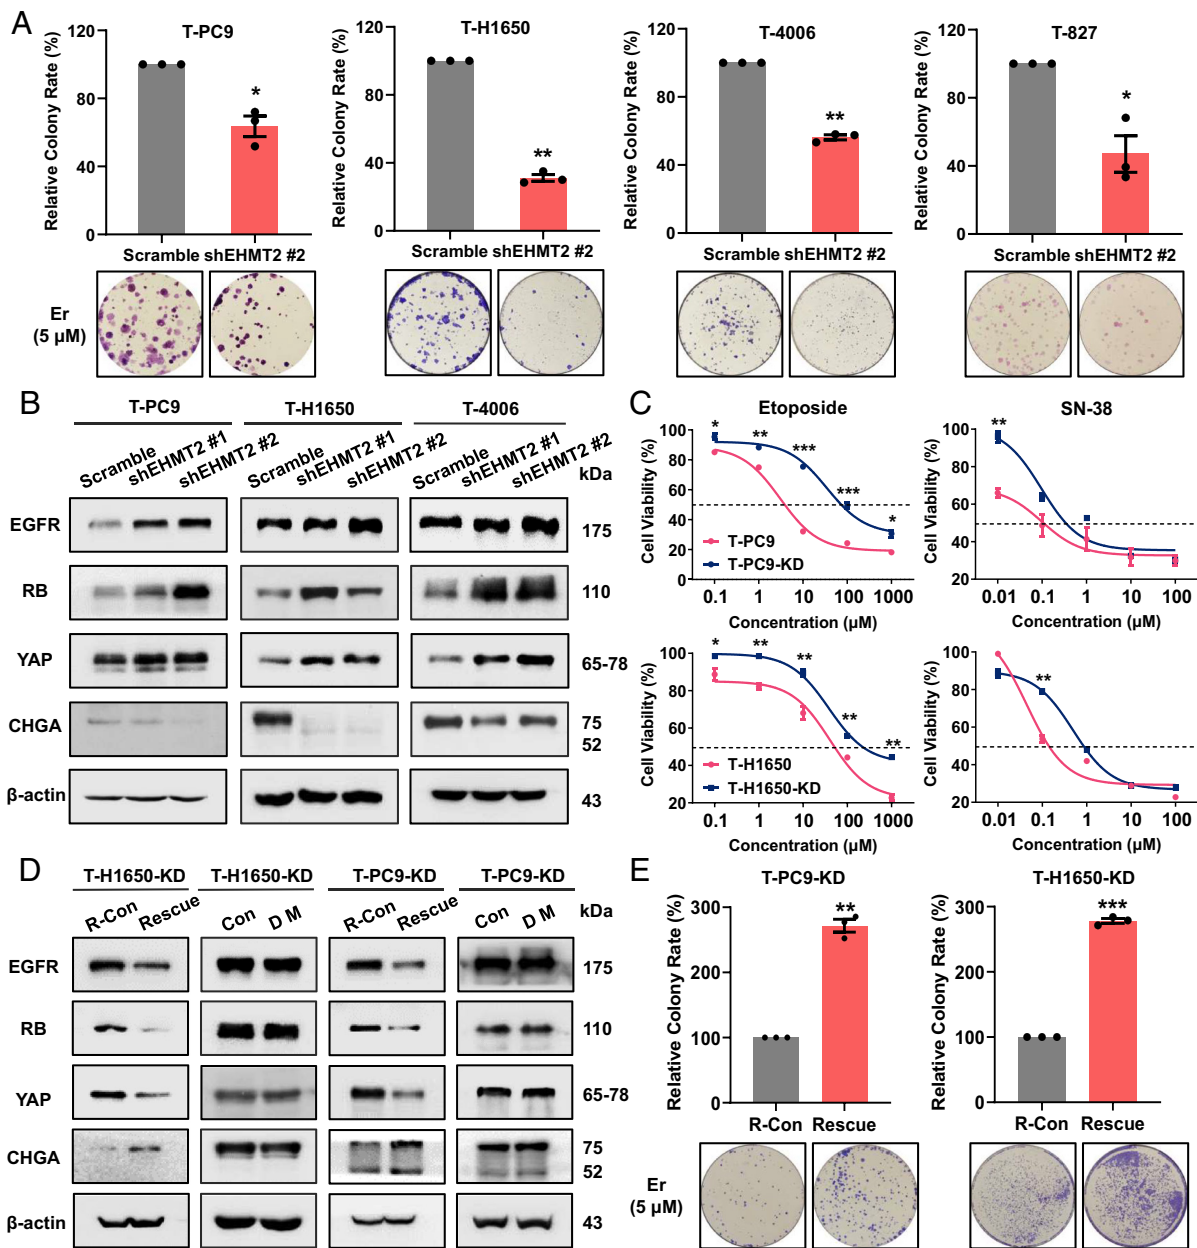 A
T-PC9
T-H1650
T-4006
T-827
Relative Colony Rate (%)
120
80
40
0
Relative Colony Rate (%)
120
80
40
0
Relative Colony Rate (%)
120
80
40
0
Relative Colony Rate (%)
120
80
40
0
*
**
**
*
Scramble shEHMT2 #2
Scramble shEHMT2 #2
Scramble shEHMT2 #2
Scramble shEHMT2 #2
Er
(5 µM)
B
T-PC9
T-H1650
T-4006
Scramble
shEHMT2 #1
shEHMT2 #2
Scramble
shEHMT2 #1
shEHMT2 #2
Scramble
shEHMT2 #1
shEHMT2 #2
kDa
EGFR
175
RB
110
YAP
65-78
CHGA
75
52
β-actin
43
C
Etoposide
SN-38
Cell Viability (%)
100
80
60
40
20
0
* ** *** *** *
T-PC9
T-PC9-KD
0.1 1 10 100 1000
Concentration (µM)
Cell Viability (%)
100
80
60
40
20
**
0.01 0.1 1 10 100
Concentration (µM)
Cell Viability (%)
100
80
60
40
20
* ** ** ** **
T-H1650
T-H1650-KD
0.1 1 10 100 1000
Concentration (µM)
Cell Viability (%)
100
80
60
40
20
**
0.01 0.1 1 10 100
Concentration (µM)
D
T-H1650-KD
T-H1650-KD
T-PC9-KD
T-PC9-KD
R-Con
Rescue
Con
D M
R-Con
Rescue
Con
D M
kDa
EGFR
175
RB
110
YAP
65-78
CHGA
75
52
β-actin
43
E
T-PC9-KD
T-H1650-KD
Relative Colony Rate (%)
300
200
100
0
**
R-Con Rescue
Relative Colony Rate (%)
300
200
100
0
***
R-Con Rescue
Er
(5 µM)